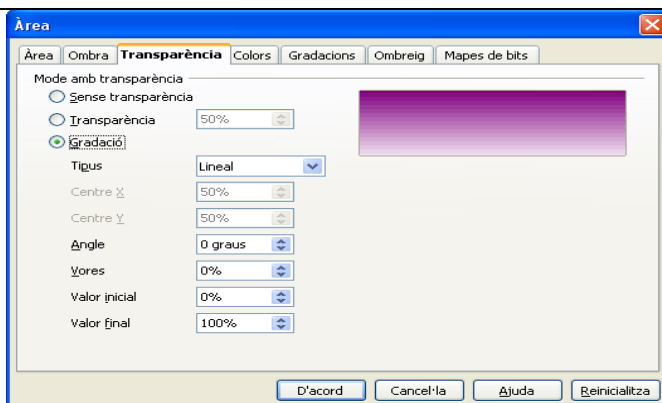 Àrea
Àrea Ombra Transparència Colors Gradacions Ombreig Mapes de bits
Mode amb transparència
Sense transparència
Transparència 50%
Gradació
Tipus Lineal
Centre X 50%
Centre Y 50%
Angle 0 graus
Vores 0%
Valor inicial 0%
Valor final 100%
D'acord Cancel·la Ajuda Reinicialitza